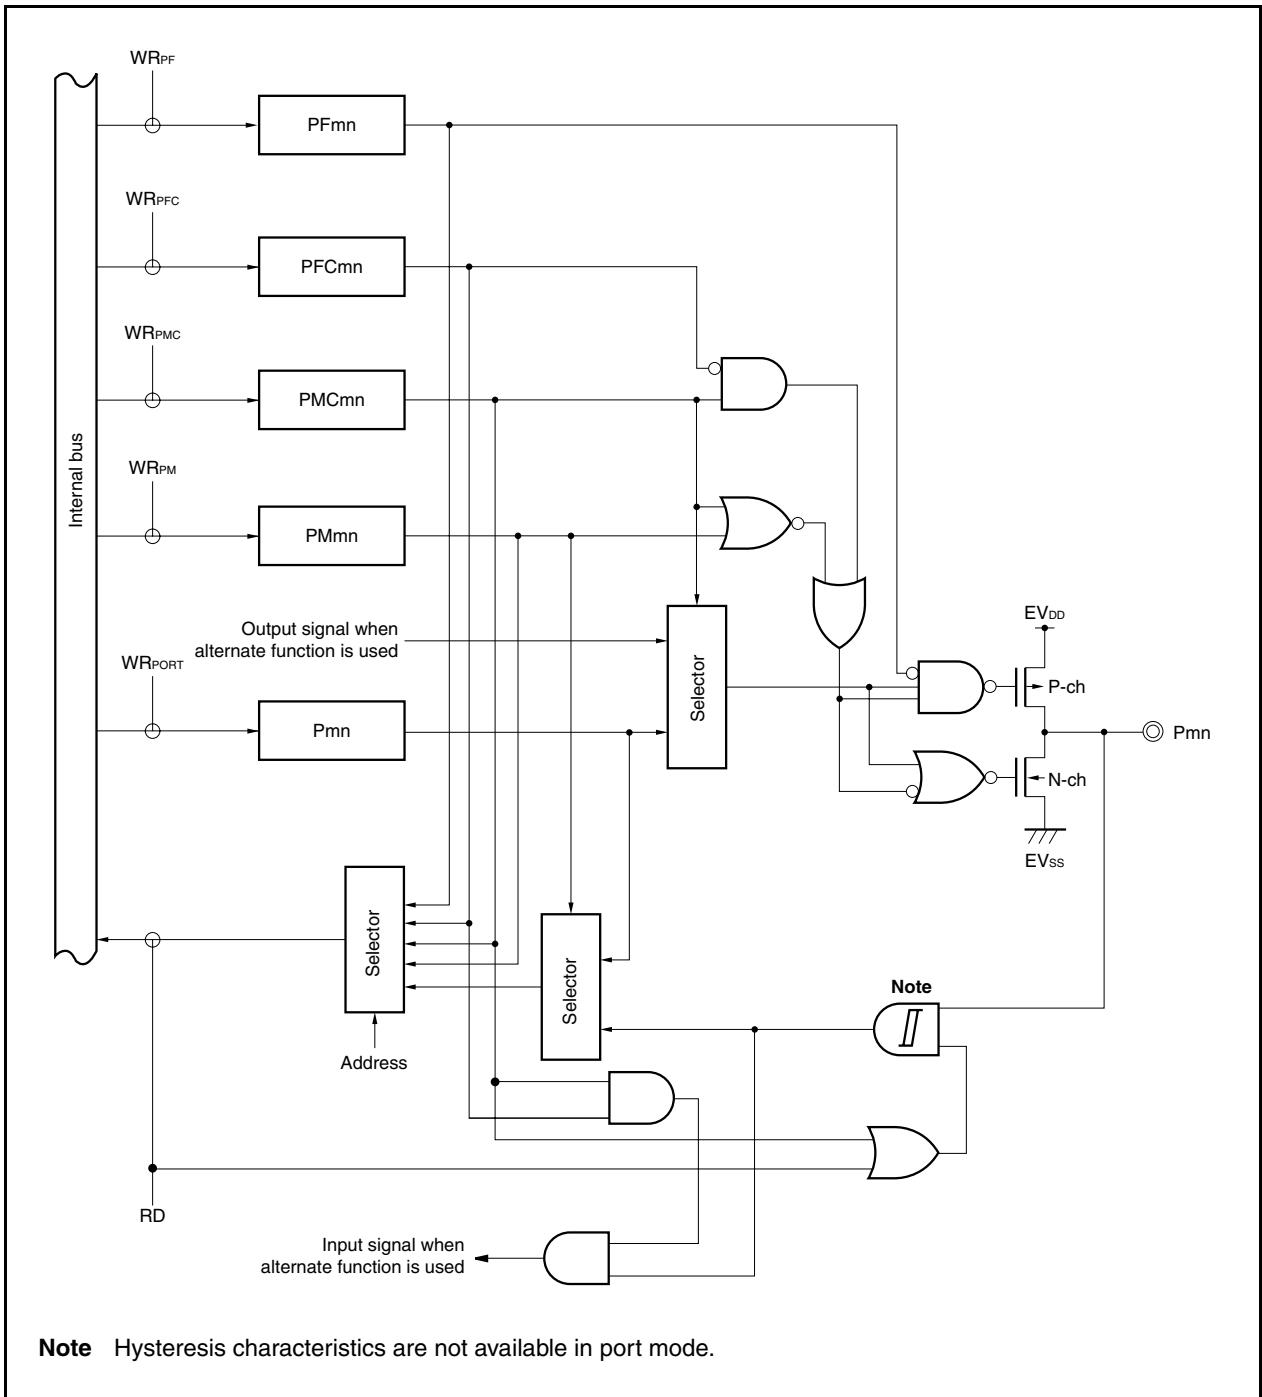 WRPF
PFmn
WRPFC
PFCmn
WRPMC
PMCmn
Internal bus
WRPM
PMmn
Output signal when
alternate function is used
WRPORT
Pmn
Selector
EVDD
P-ch
Pmn
N-ch
EVSS
Selector
Selector
Note
Address
RD
Input signal when
alternate function is used
Note Hysteresis characteristics are not available in port mode.